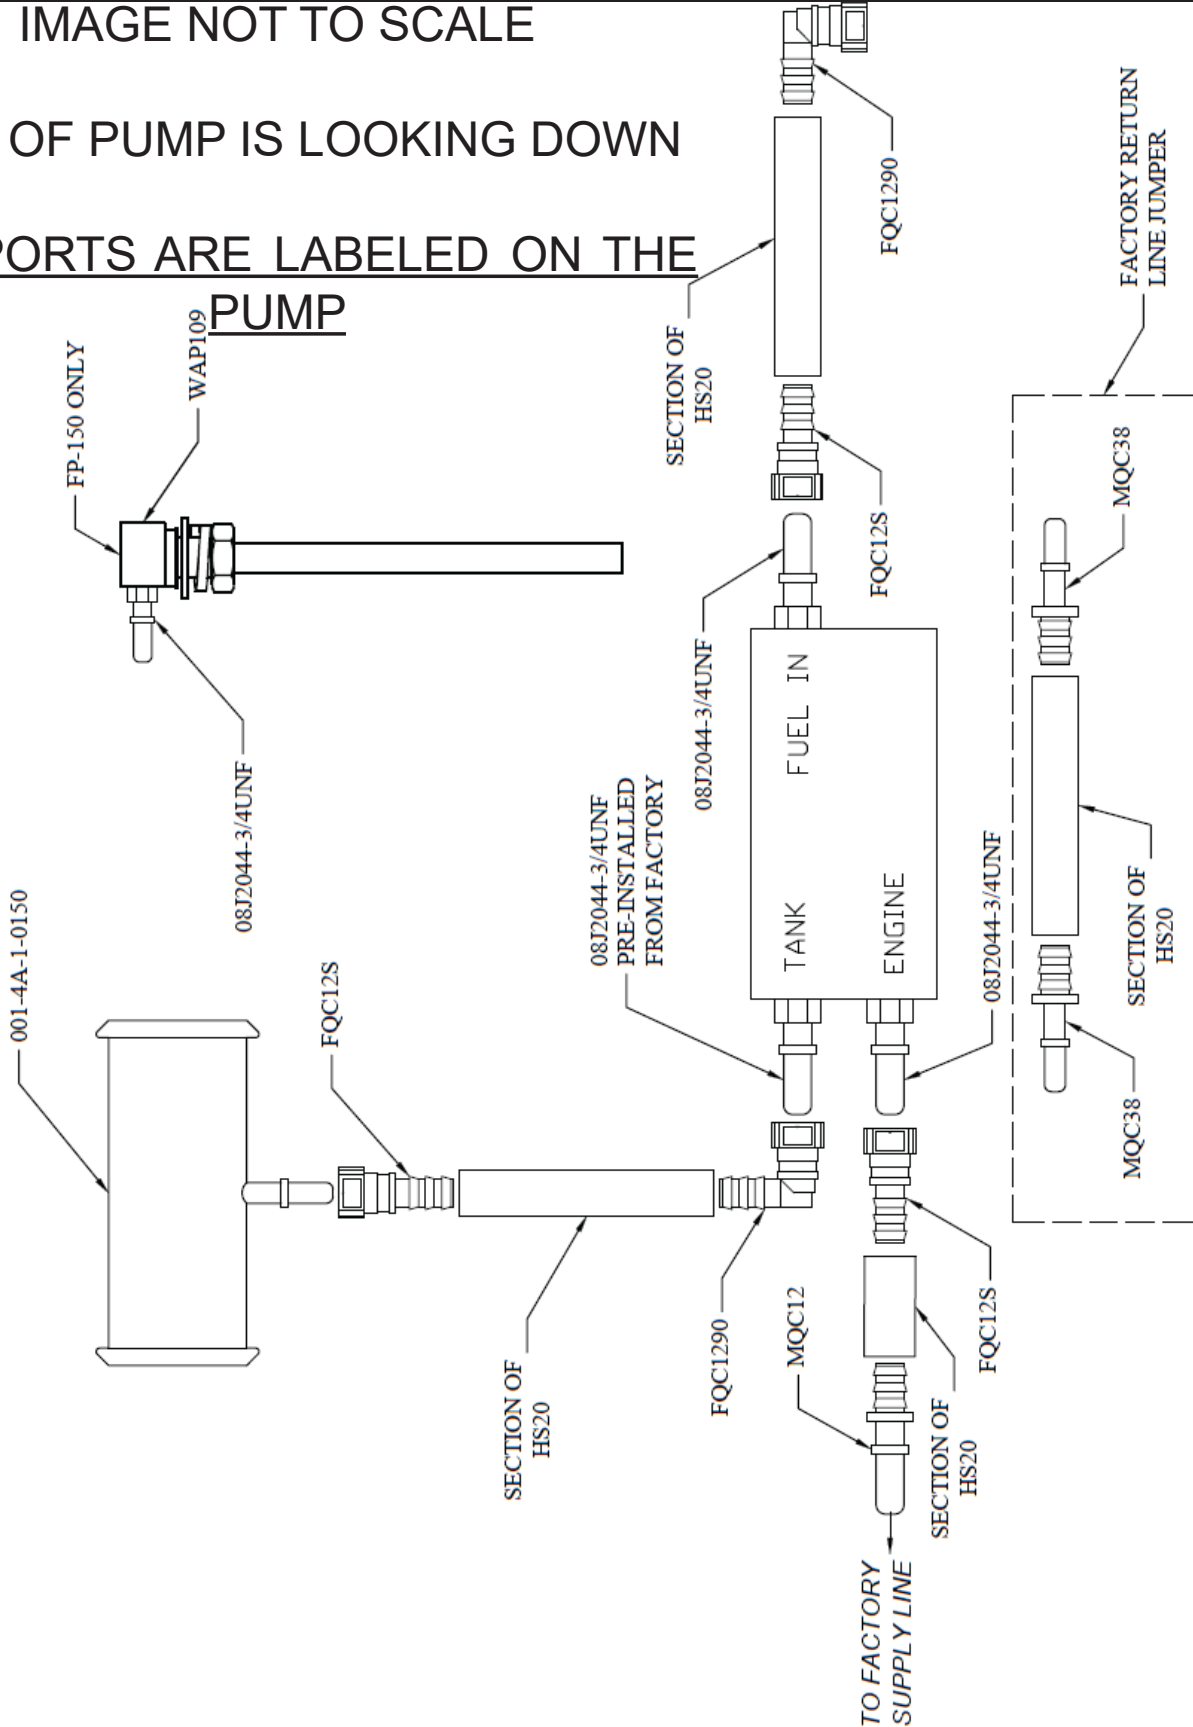 IMAGE NOT TO SCALE
OF PUMP IS LOOKING DOWN
PORTS ARE LABELED ON THE
PUMP
FP-150 ONLY
WAP109
08J2044-3/4UNF
001-4A-1-0150
FQC12S
SECTION OF
HS20
FQC1290
08J2044-3/4UNF
PRE-INSTALLED
FROM FACTORY
TANK
FUEL IN
ENGINE
08J2044-3/4UNF
FQC12S
SECTION OF
HS20
FQC1290
08J2044-3/4UNF
FQC12S
SECTION OF
HS20
MQC12
TO FACTORY
SUPPLY LINE
FACTORY RETURN
LINE JUMPER
MQC38
SECTION OF
HS20
MQC38